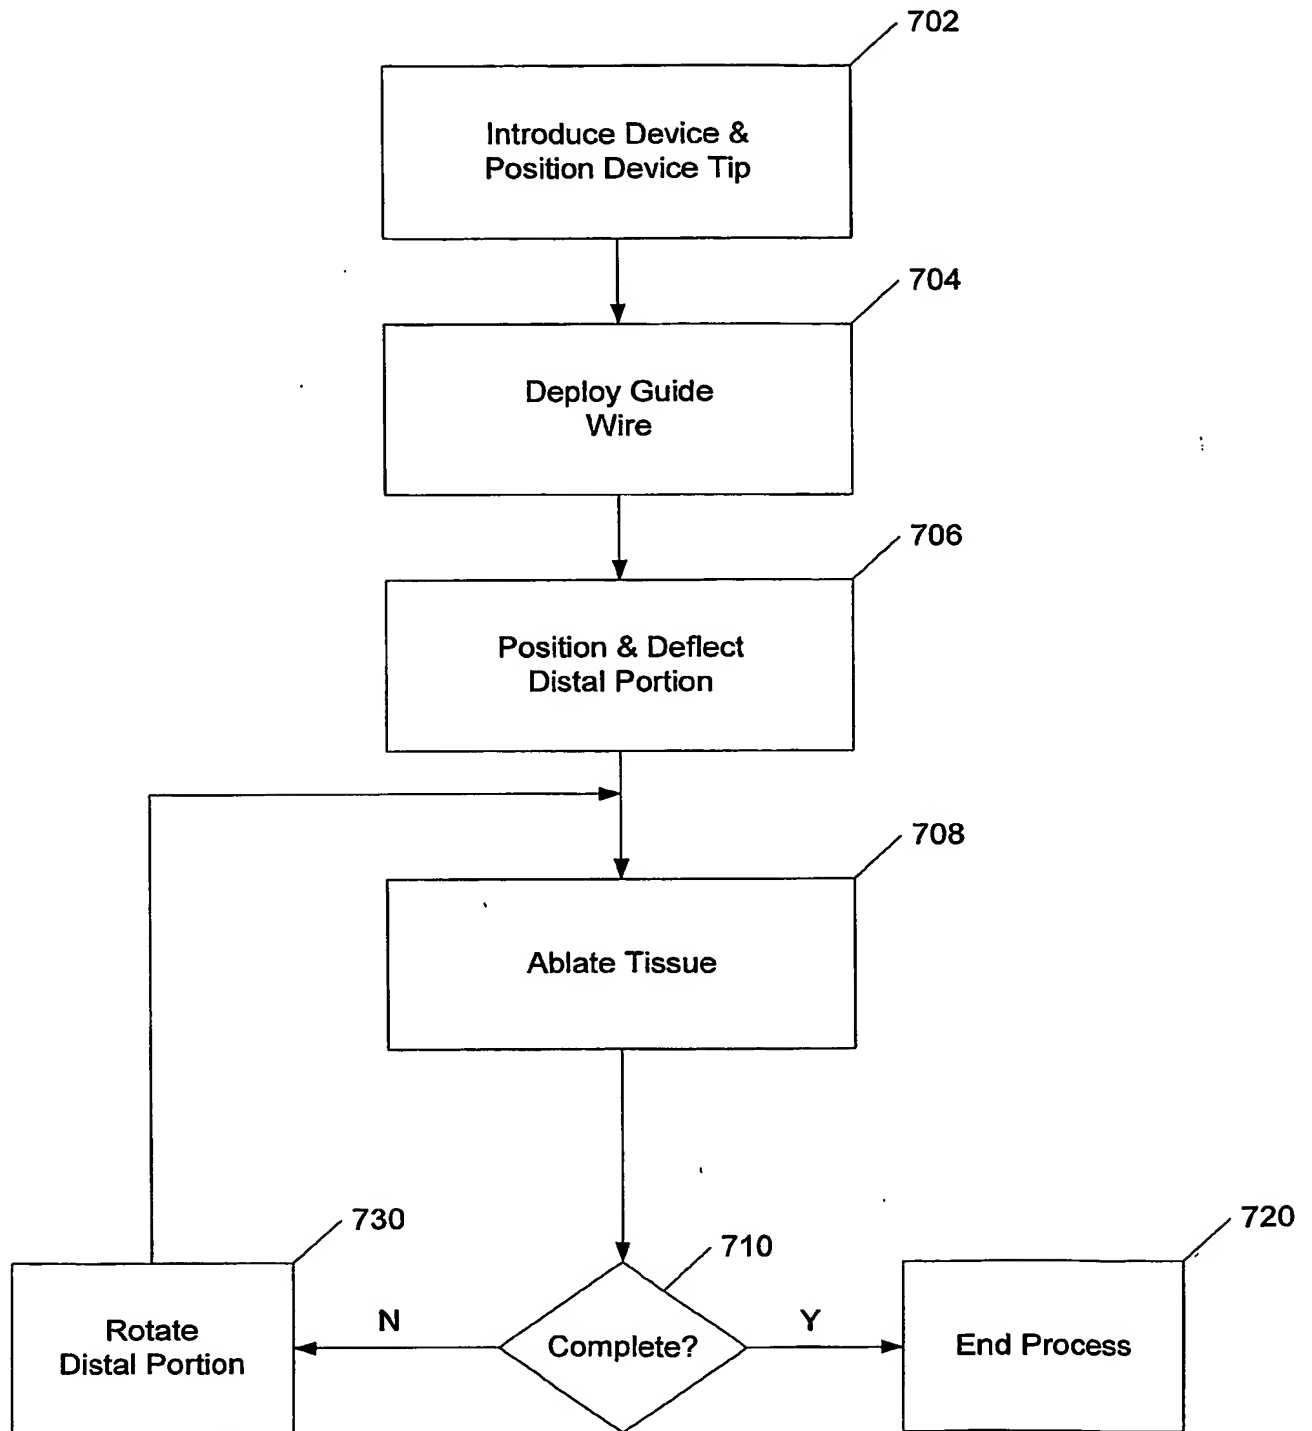 702
Introduce Device &
Position Device Tip
704
Deploy Guide
Wire
706
Position & Deflect
Distal Portion
708
Ablate Tissue
730
710
720
Rotate
Distal Portion
N
Complete?
Y
End Process